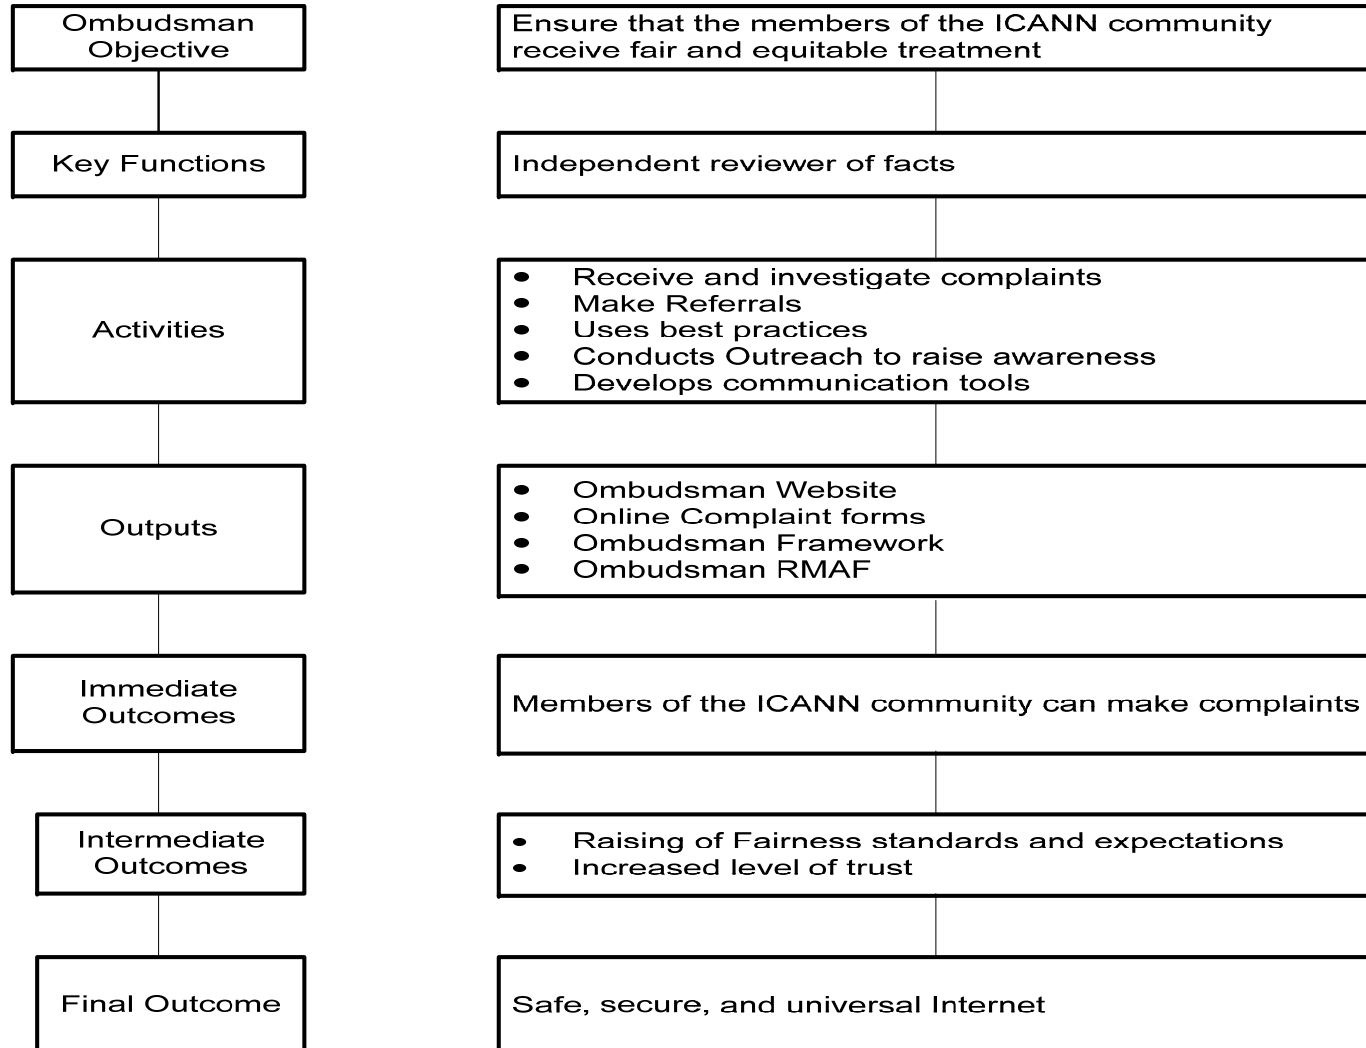 Ombudsman
Objective
Ensure that the members of the ICANN community
receive fair and equitable treatment
Key Functions
Independent reviewer of facts
Activities
• Receive and investigate complaints
• Make Referrals
• Uses best practices
• Conducts Outreach to raise awareness
• Develops communication tools
Outputs
• Ombudsman Website
• Online Complaint forms
• Ombudsman Framework
• Ombudsman RMAF
Immediate
Outcomes
Members of the ICANN community can make complaints
Intermediate
Outcomes
• Raising of Fairness standards and expectations
• Increased level of trust
Final Outcome
Safe, secure, and universal Internet